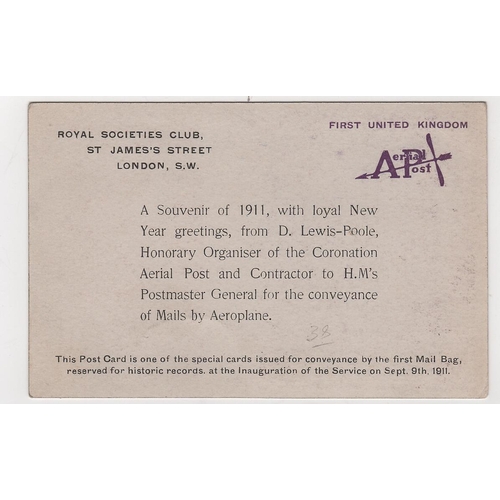 ROYAL SOCIETIES CLUB,
ST JAMES'S STREET
LONDON, S.W.
FIRST UNITED KINGDOM
Aerial
Post
A Souvenir of 1911, with loyal New
Year greetings, from D. Lewis-Poole,
Honorary Organiser of the Coronation
Aerial Post and Contractor to H.M's
Postmaster General for the conveyance
of Mails by Aeroplane.
38
This Post Card is one of the special cards issued for conveyance by the first Mail Bag,
reserved for historic records. at the Inauguration of the Service on Sept. 9th, 1911.